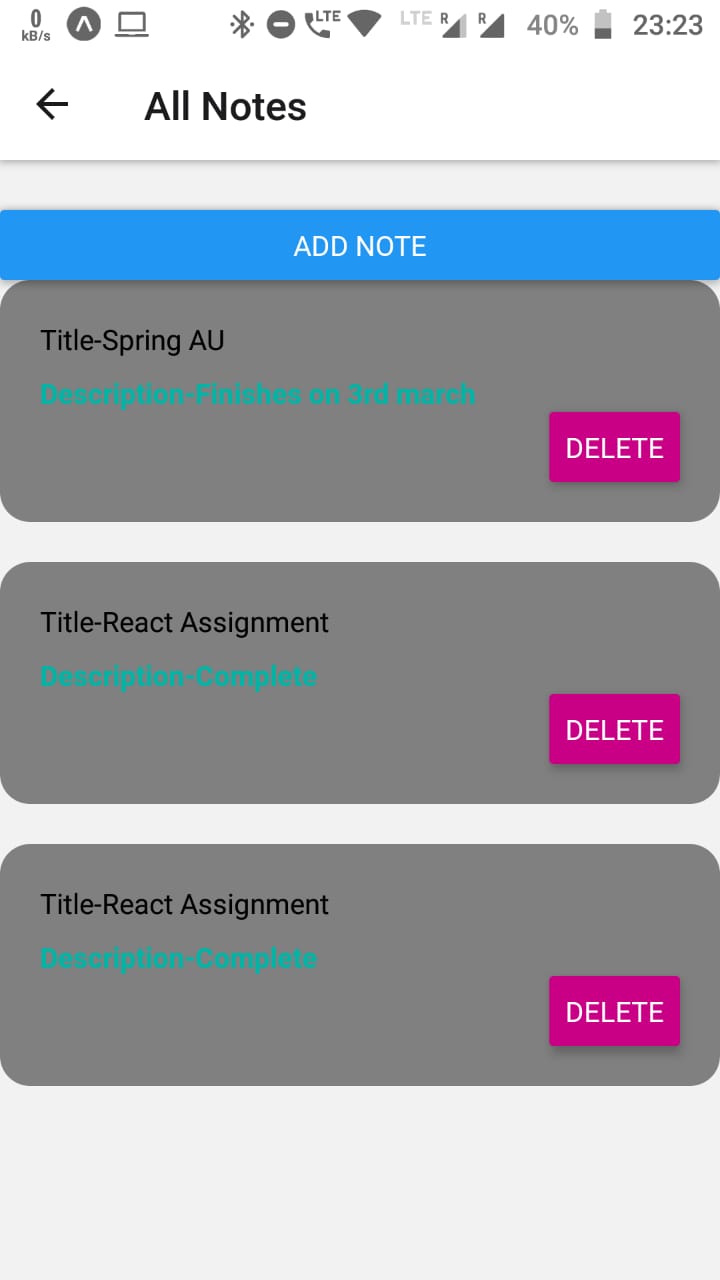 0
kB/s
LTE
LTE R R 40% 23:23
All Notes
ADD NOTE
Title-Spring AU
Description-Finishes on 3rd march
DELETE
Title-React Assignment
Description-Complete
DELETE
Title-React Assignment
Description-Complete
DELETE